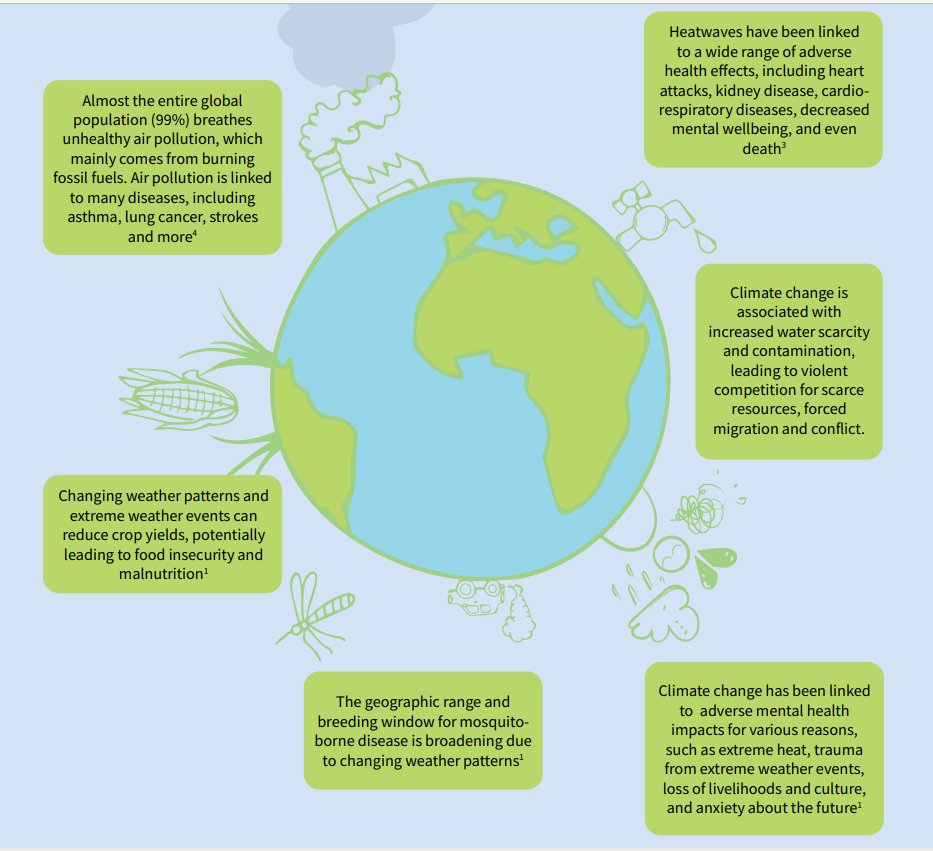 Almost the entire global
population (99%) breathes
unhealthy air pollution, which
mainly comes from burning
fossil fuels. Air pollution is linked
to many diseases, including
asthma, lung cancer, strokes
and more⁴
Heatwaves have been linked
to a wide range of adverse
health effects, including heart
attacks, kidney disease, cardio-
respiratory diseases, decreased
mental wellbeing, and even
death³
Climate change is
associated with
increased water scarcity
and contamination,
leading to violent
competition for scarce
resources, forced
migration and conflict.
Changing weather patterns and
extreme weather events can
reduce crop yields, potentially
leading to food insecurity and
malnutrition¹
The geographic range and
breeding window for mosquito-
borne disease is broadening due
to changing weather patterns¹
Climate change has been linked
to adverse mental health
impacts for various reasons,
such as extreme heat, trauma
from extreme weather events,
loss of livelihoods and culture,
and anxiety about the future¹